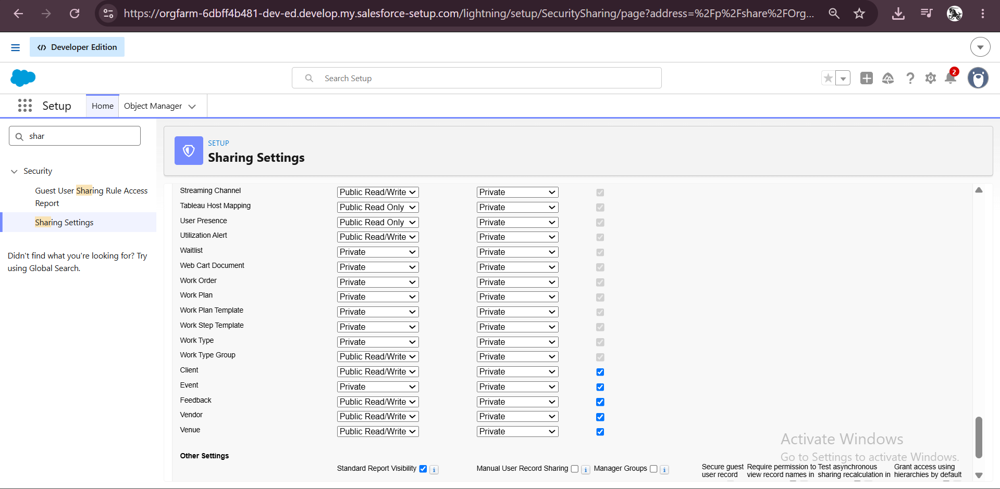 https://orgfarm-6dbff4b481-dev-ed.develop.my.salesforce-setup.com/lightning/setup/SecuritySharing/page?address=%2Fp%2Fshare%2FOrg...
Developer Edition
Search Setup
2
Setup
Home
Object Manager
shar
Security
Guest User Sharing Rule Access
Report
Sharing Settings
Didn't find what you're looking for? Try
using Global Search.
SETUP
Sharing Settings
Streaming Channel Public Read/Write Private
Tableau Host Mapping Public Read Only Private
User Presence Public Read Only Private
Utilization Alert Public Read/Write Private
Waitlist Private Private
Web Cart Document Private Private
Work Order Private Private
Work Plan Private Private
Work Plan Template Private Private
Work Step Template Private Private
Work Type Private Private
Work Type Group Public Read/Write Private
Client Public Read/Write Private
Event Private Private
Feedback Public Read/Write Private
Vendor Public Read/Write Private
Venue Public Read/Write Private
Other Settings
Standard Report Visibility i Manual User Record Sharing i Manager Groups i
Secure guest
user record
Require permission to
view record names in
Test asynchronous
sharing recalculation in
Grant access using
hierarchies by default
Activate Windows
Go to Settings to activate Windows.